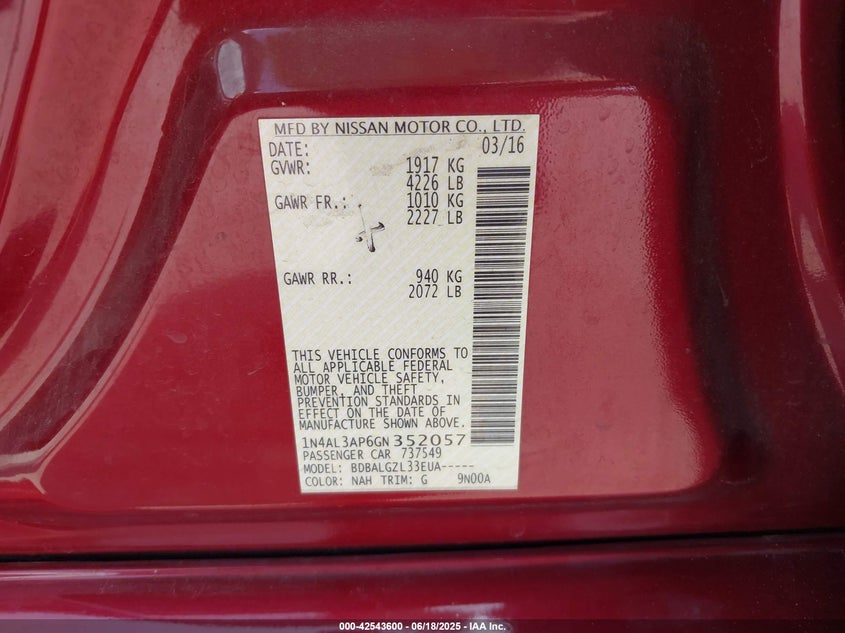 MFD BY NISSAN MOTOR CO., LTD.
DATE: 03/16
GVWR: 1917 KG
4226 LB
GAWR FR.: 1010 KG
2227 LB
GAWR RR.: 940 KG
2072 LB
THIS VEHICLE CONFORMS TO
ALL APPLICABLE FEDERAL
MOTOR VEHICLE SAFETY,
BUMPER, AND THEFT
PREVENTION STANDARDS IN
EFFECT ON THE DATE OF
MANUFACTURE SHOWN ABOVE.
1N4AL3AP6GN352057
PASSENGER CAR 737549
MODEL: BDBALGZL33EUA-----
COLOR: NAH TRIM: G 9N00A
000-42543600 - 06/18/2025 - IAA Inc.